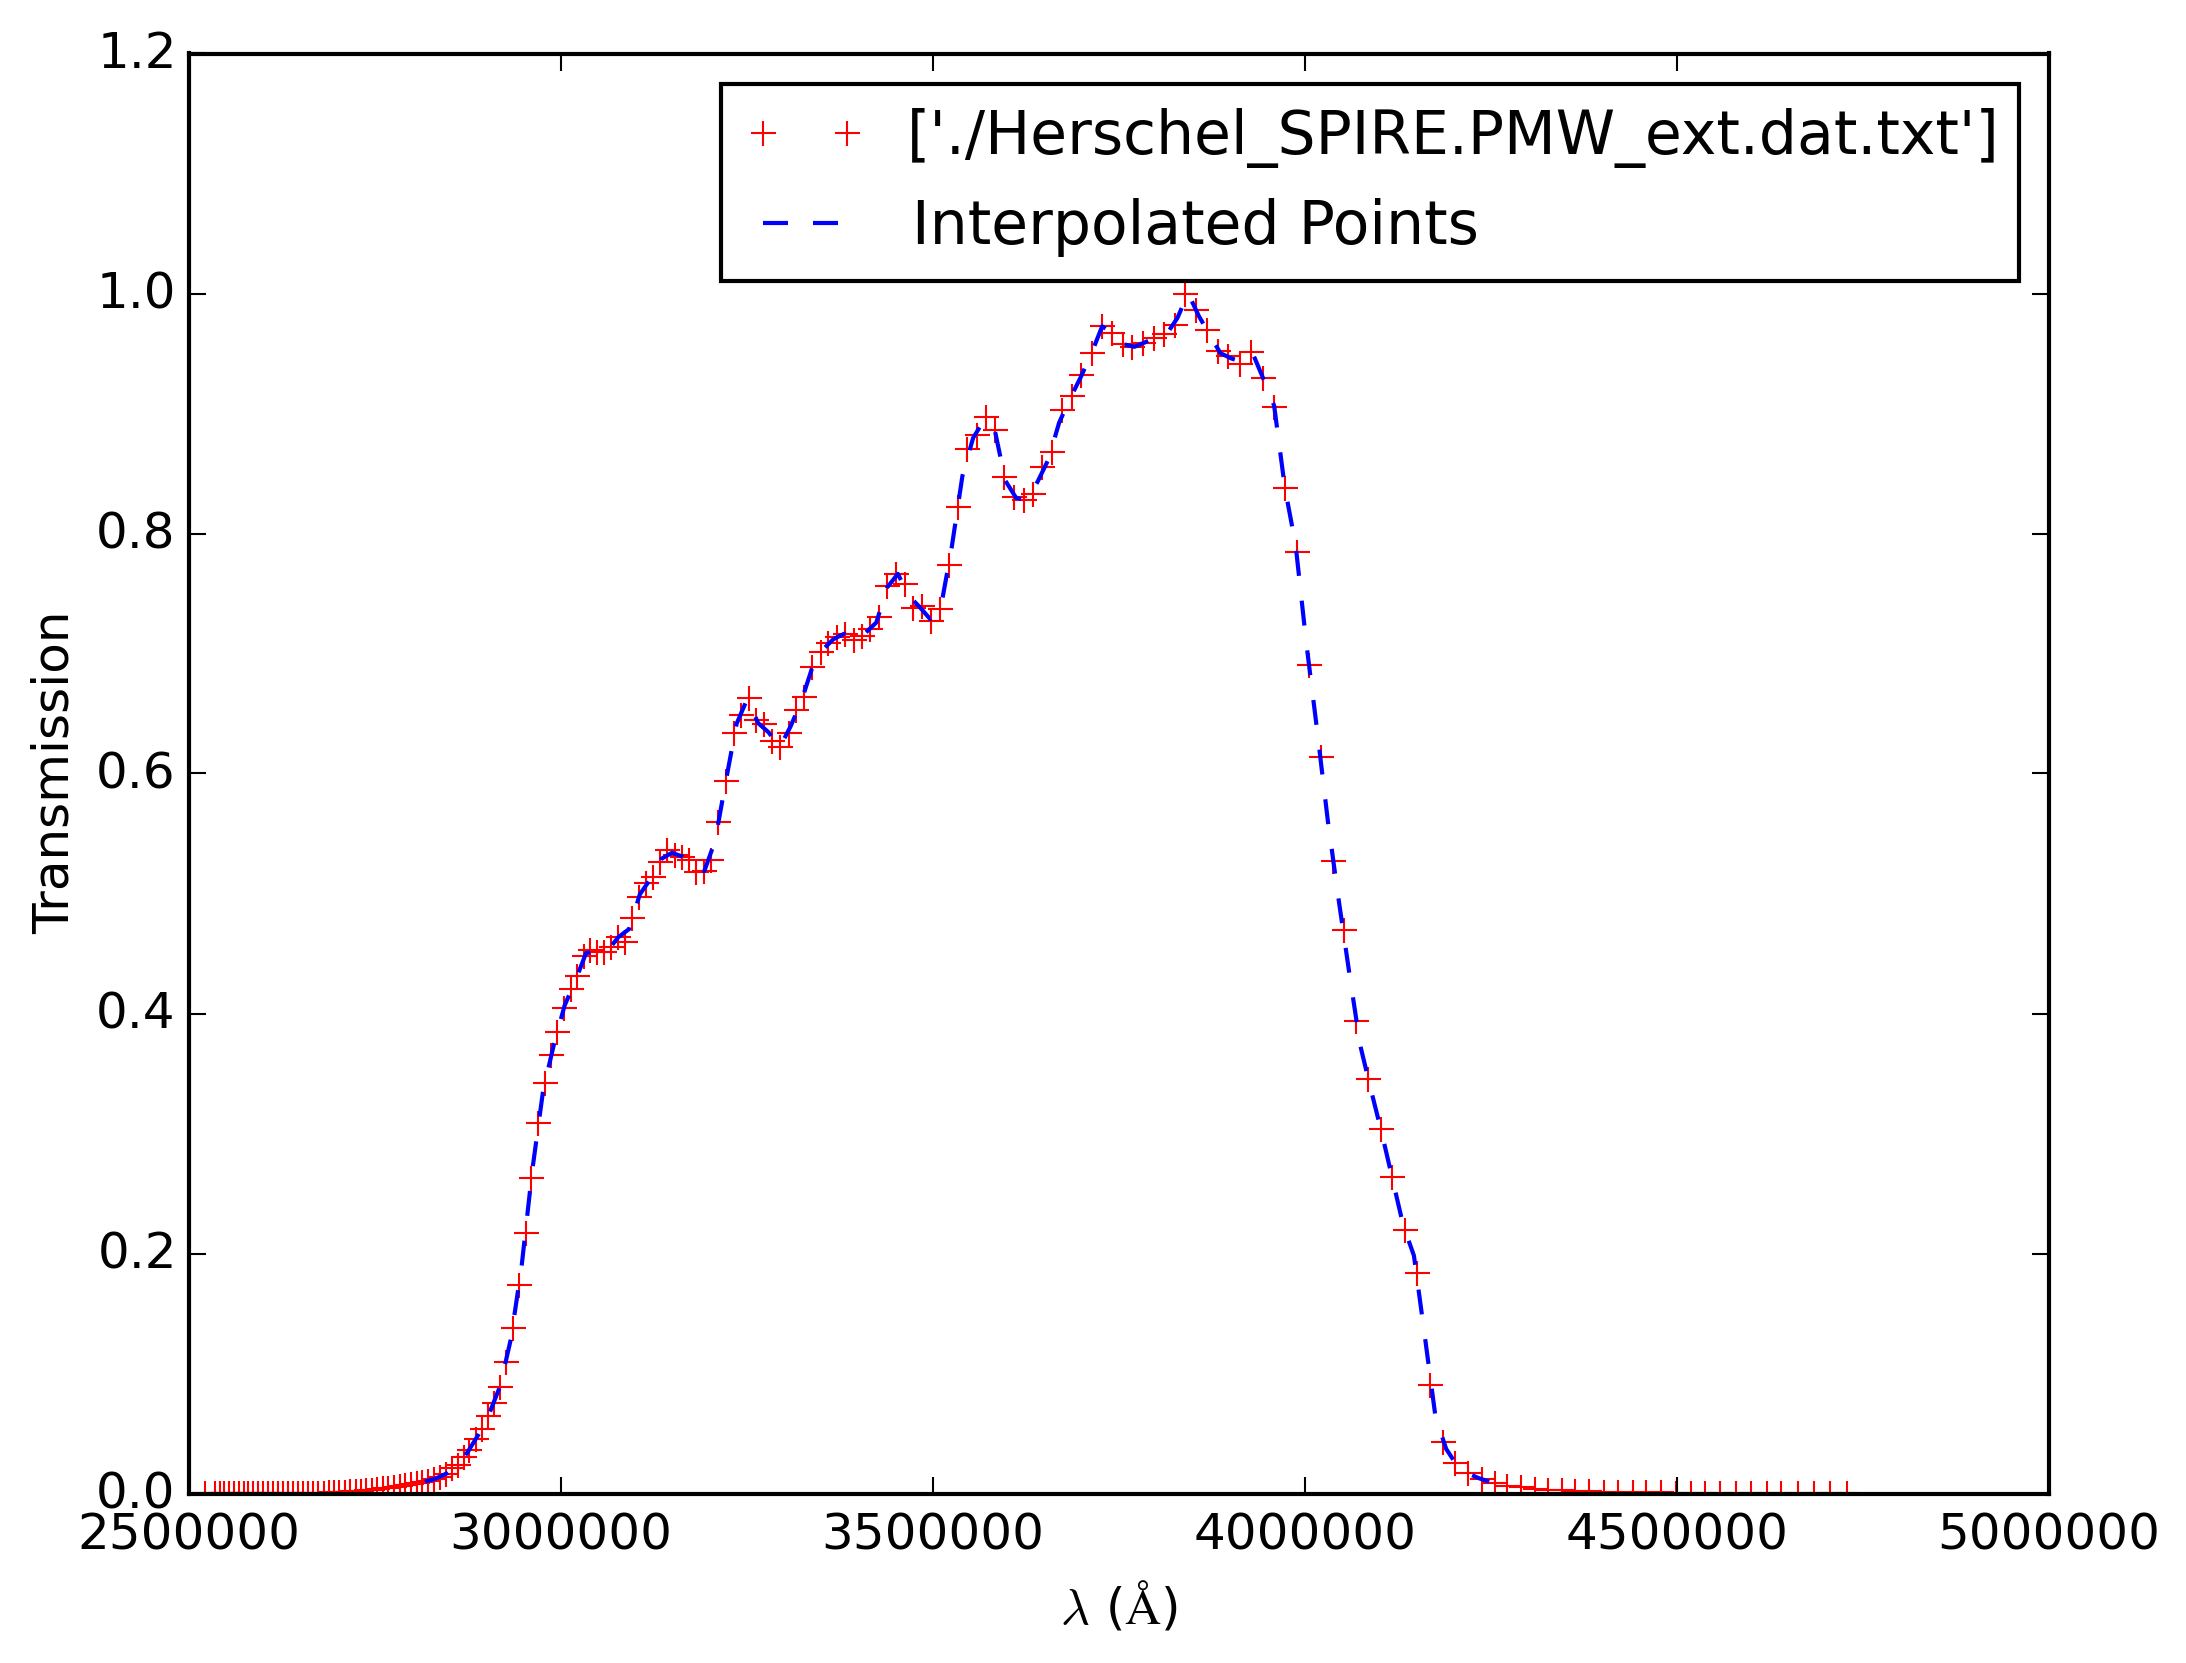 1.2
['./Herschel_SPIRE.PMW_ext.dat.txt']
Interpolated Points
1.0
0.8
0.6
0.4
0.2
0.0
Transmission
2500000 3000000 3500000 4000000 4500000 5000000
λ (Å)